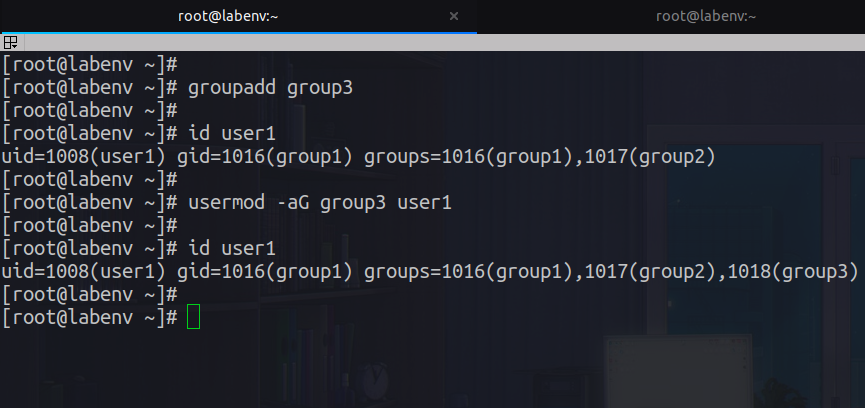 root@labenv:~ × root@labenv:~
[root@labenv ~]#
[root@labenv ~]# groupadd group3
[root@labenv ~]#
[root@labenv ~]# id user1
uid=1008(user1) gid=1016(group1) groups=1016(group1),1017(group2)
[root@labenv ~]#
[root@labenv ~]# usermod -aG group3 user1
[root@labenv ~]#
[root@labenv ~]# id user1
uid=1008(user1) gid=1016(group1) groups=1016(group1),1017(group2),1018(group3)
[root@labenv ~]#
[root@labenv ~]#